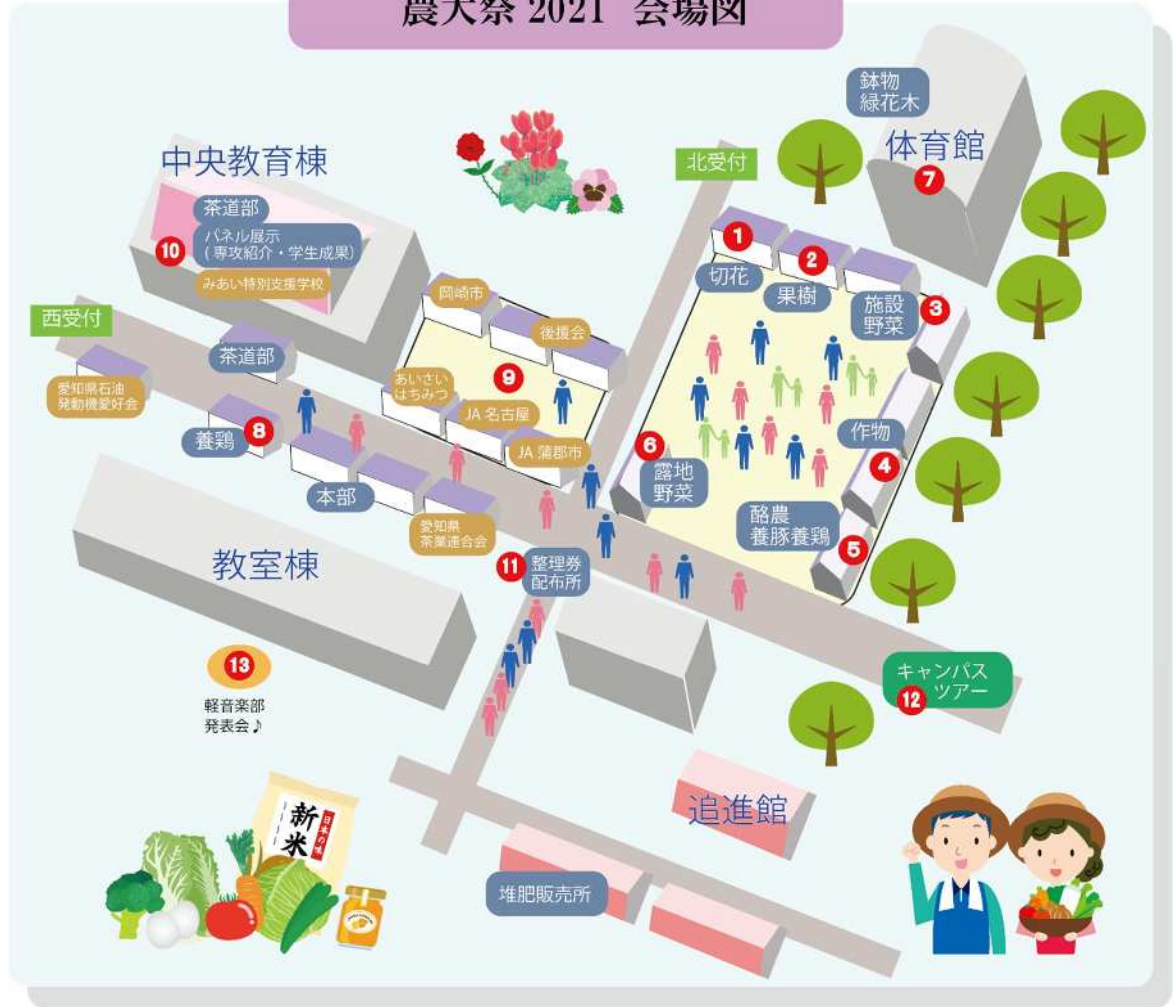 農大祭 2021 会場図
鉢物
緑花木
体育館
7
北受付
中央教育棟
茶道部
パネル展示
(専攻紹介・学生成果)
10
みあい特別支援学校
1
切花
2
果樹
施設
野菜
3
西受付
岡崎市
後援会
茶道部
愛知県石油
発動機愛好会
あいさい
はちみつ
9
JA 名古屋
JA 蒲郡市
養鶏
8
作物
4
6
露地
野菜
本部
愛知県
茶業連合会
酪農
養豚養鶏
5
教室棟
11
整理券
配布所
13
軽音楽部
発表会♪
キャンパス
ツアー
12
追進館
堆肥販売所
日本の味
新米